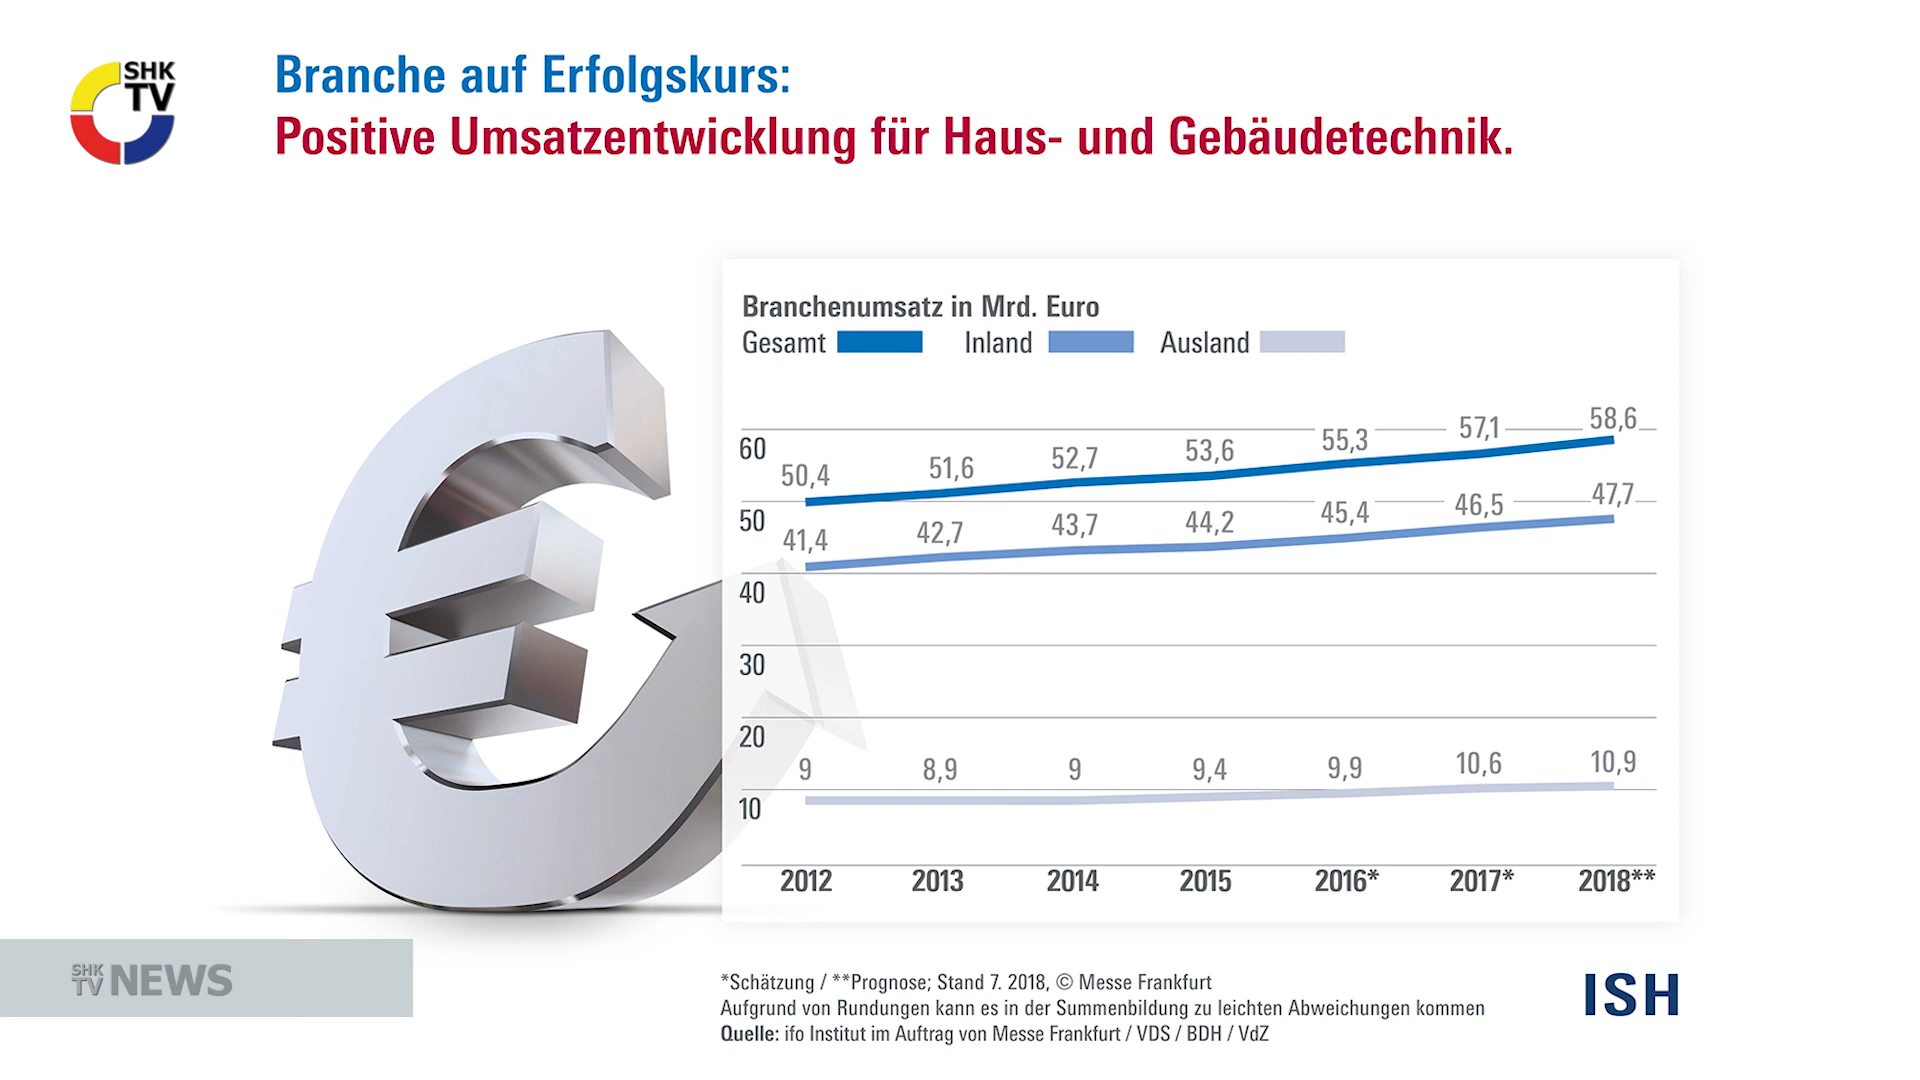 SHK
TV
Branche auf Erfolgskurs:
Positive Umsatzentwicklung für Haus- und Gebäudetechnik.
Branchenumsatz in Mrd. Euro
Gesamt Inland Ausland
60
50,4 51,6 52,7 53,6 55,3 57,1 58,6
50
41,4 42,7 43,7 44,2 45,4 46,5 47,7
40
30
20
9 8,9 9 9,4 9,9 10,6 10,9
10
2012 2013 2014 2015 2016* 2017* 2018**
SHK
TV NEWS
*Schätzung / **Prognose; Stand 7. 2018, © Messe Frankfurt
Aufgrund von Rundungen kann es in der Summenbildung zu leichten Abweichungen kommen
Quelle: ifo Institut im Auftrag von Messe Frankfurt / VDS / BDH / VdZ
ISH